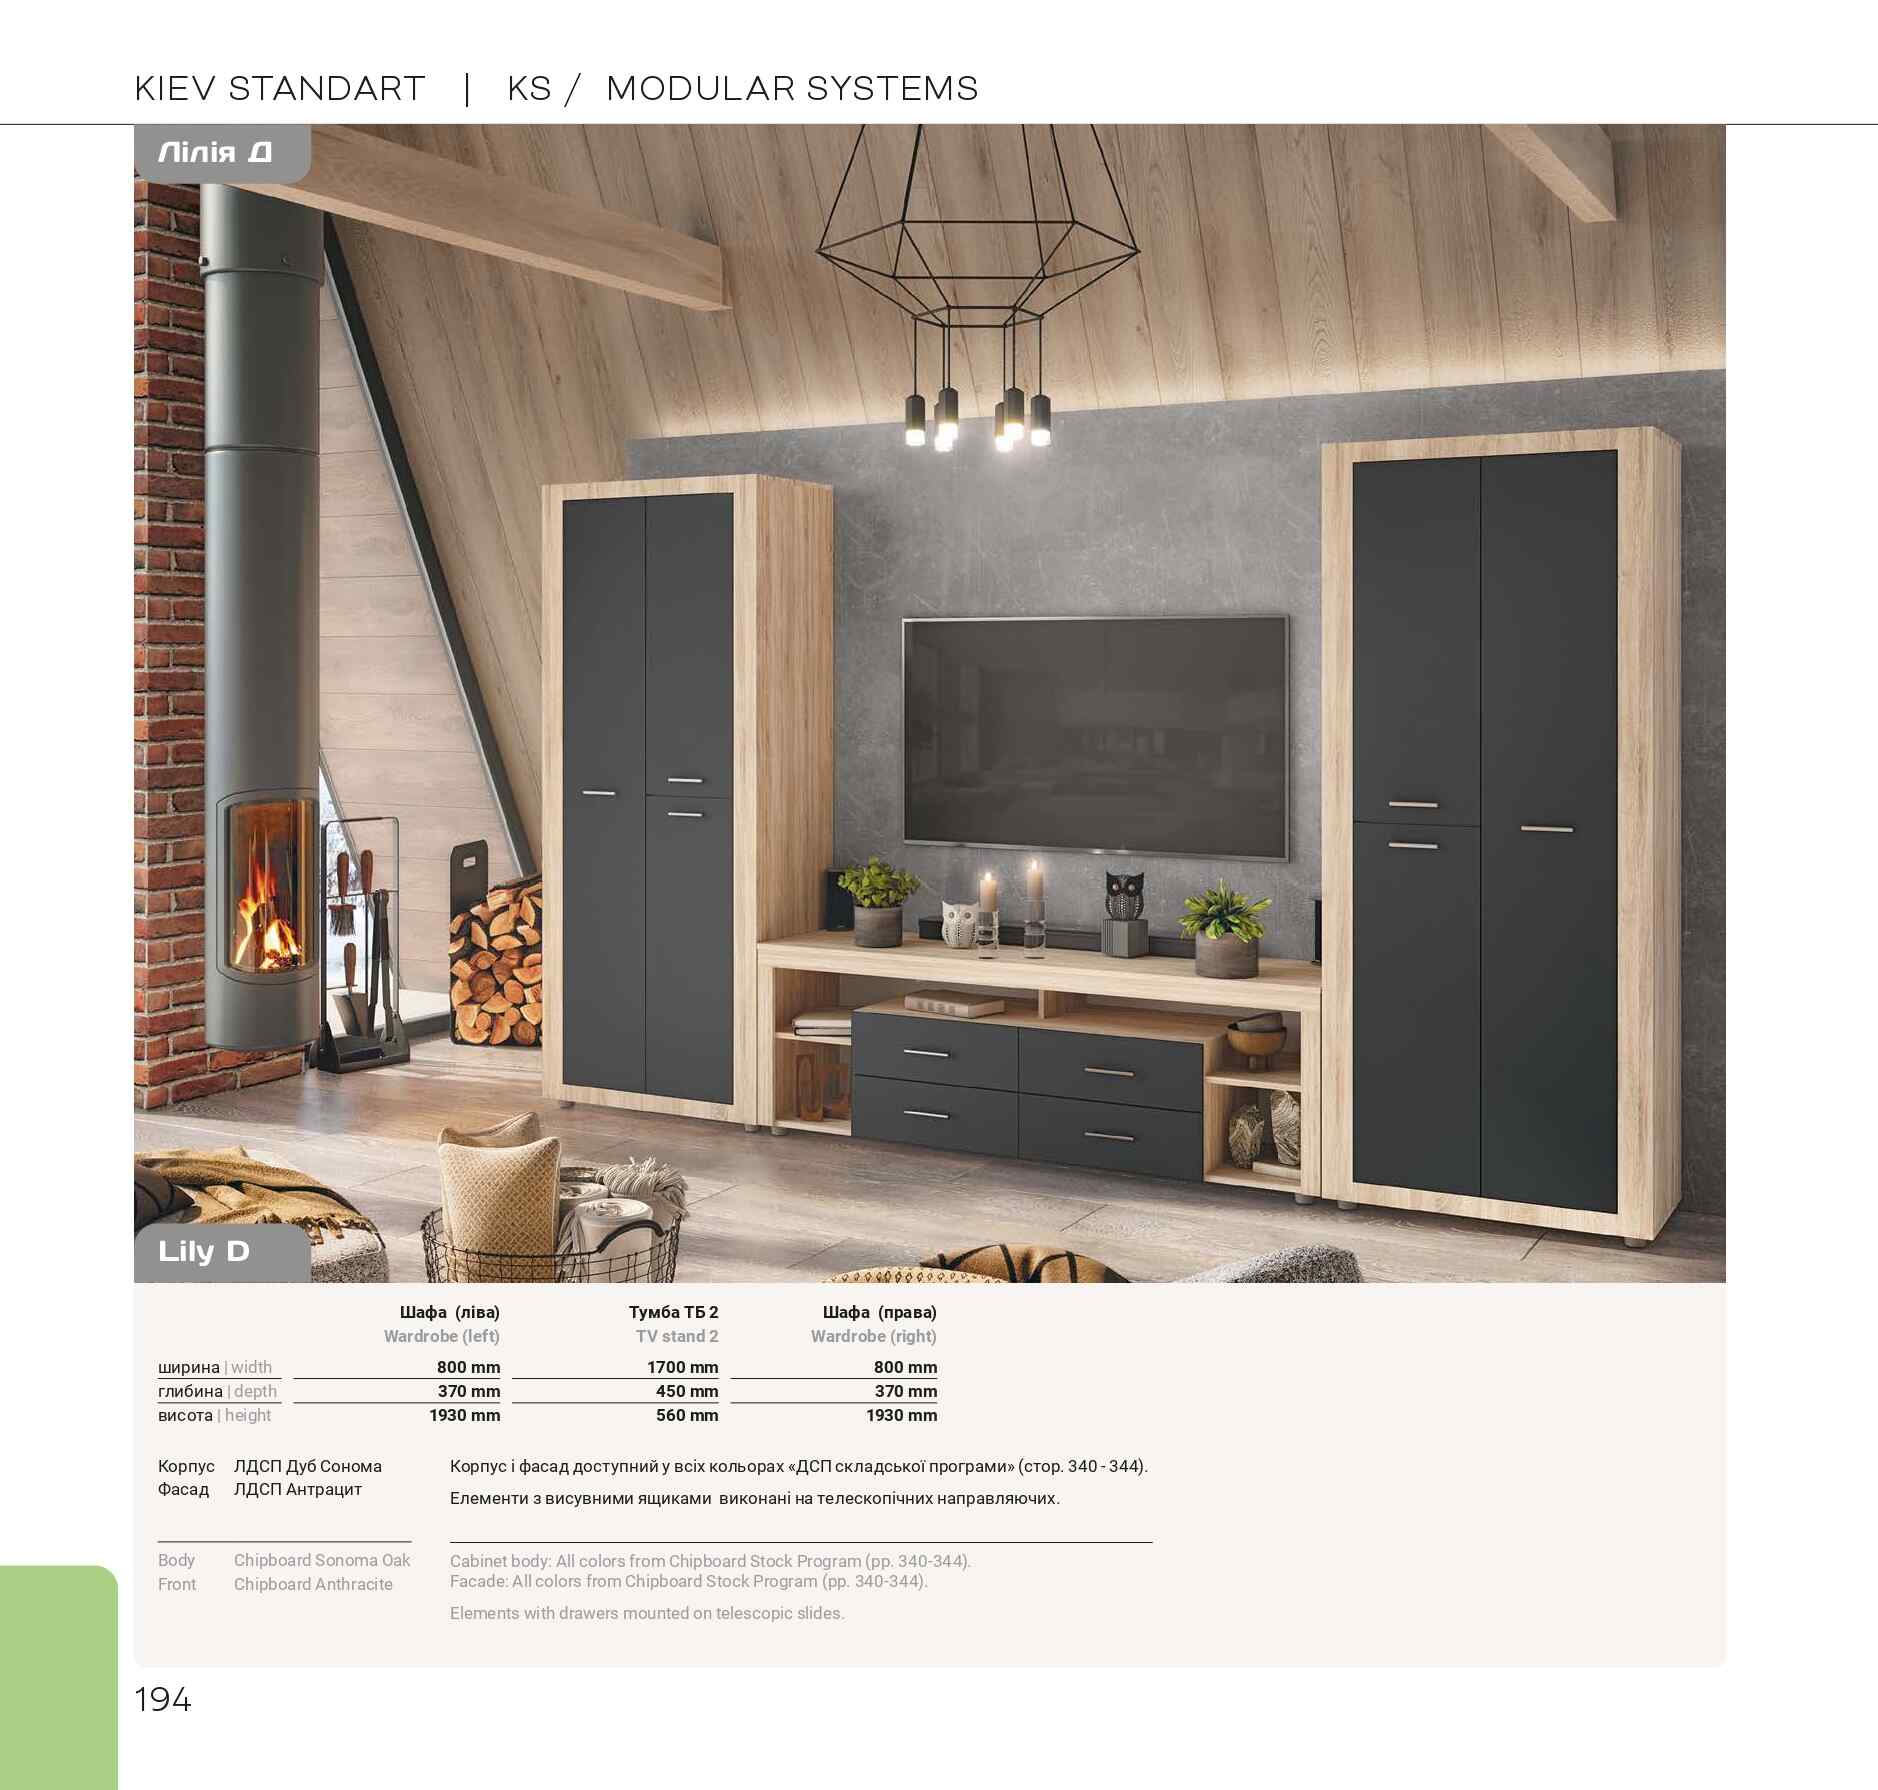 KIEV STANDART | KS / MODULAR SYSTEMS
Лілія Д
Lily D
Шафа (ліва) Тумба ТБ 2 Шафа (права)
Wardrobe (left) TV stand 2 Wardrobe (right)
ширина | width 800 mm 1700 mm 800 mm
глибина | depth 370 mm 450 mm 370 mm
висота | height 1930 mm 560 mm 1930 mm
Корпус ЛДСП Дуб Сонома
Фасад ЛДСП Антрацит
Корпус і фасад доступний у всіх кольорах «ДСП складської програми» (стор. 340 - 344).
Елементи з висувними ящиками виконані на телескопічних направляючих.
Body Chipboard Sonoma Oak
Front Chipboard Anthracite
Cabinet body: All colors from Chipboard Stock Program (pp. 340-344).
Facade: All colors from Chipboard Stock Program (pp. 340-344).
Elements with drawers mounted on telescopic slides.
194